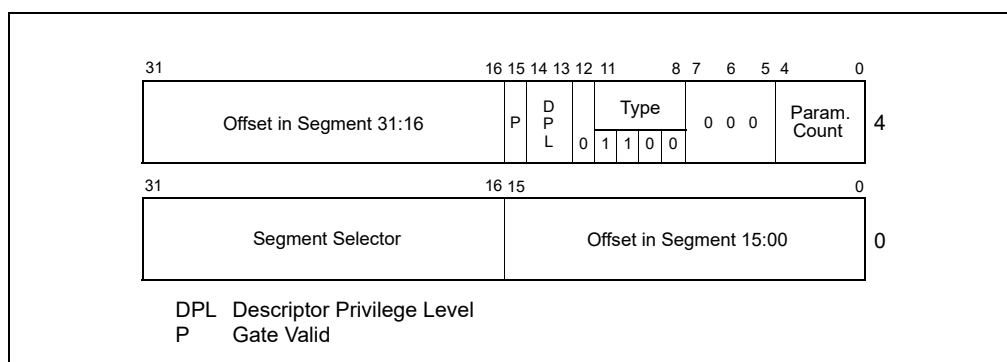 31 16 15 14 13 12 11 8 7 6 5 4 0
Offset in Segment 31:16 P D P L 0 Type 1 1 0 0 0 0 0 Param. Count 4
31 16 15 0
Segment Selector Offset in Segment 15:00 0
DPL Descriptor Privilege Level
P Gate Valid